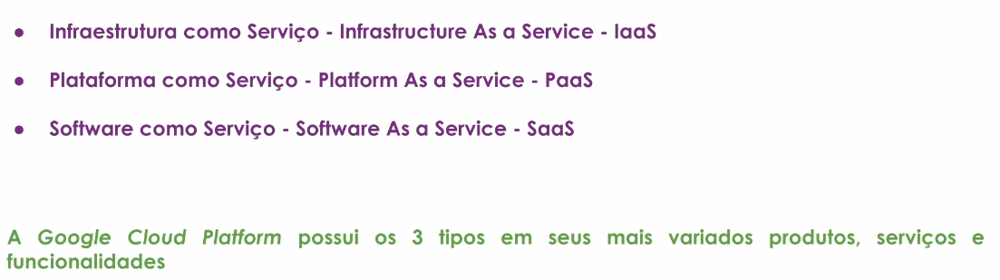 ● Infraestrutura como Serviço - Infrastructure As a Service - IaaS
● Plataforma como Serviço - Platform As a Service - PaaS
● Software como Serviço - Software As a Service - SaaS
A Google Cloud Platform possui os 3 tipos em seus mais variados produtos, serviços e
funcionalidades